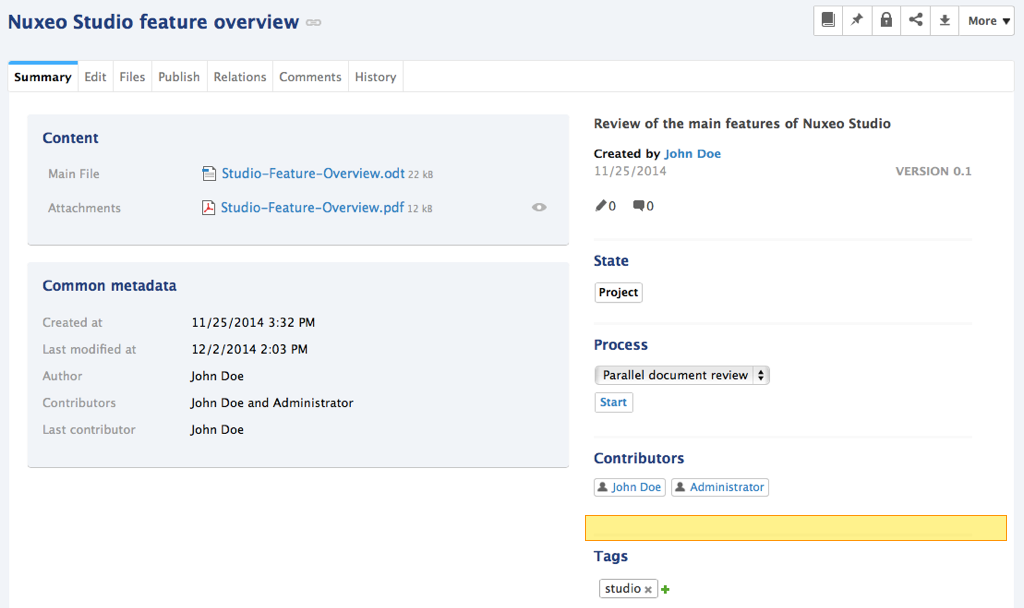 Nuxeo Studio feature overview
More
Summary Edit Files Publish Relations Comments History
Content
Main File Studio-Feature-Overview.odt 22 kB
Attachments Studio-Feature-Overview.pdf 12 kB
Common metadata
Created at 11/25/2014 3:32 PM
Last modified at 12/2/2014 2:03 PM
Author John Doe
Contributors John Doe and Administrator
Last contributor John Doe
Review of the main features of Nuxeo Studio
Created by John Doe
11/25/2014 VERSION 0.1
0 0
State
Project
Process
Parallel document review
Start
Contributors
John Doe Administrator
Tags
studio